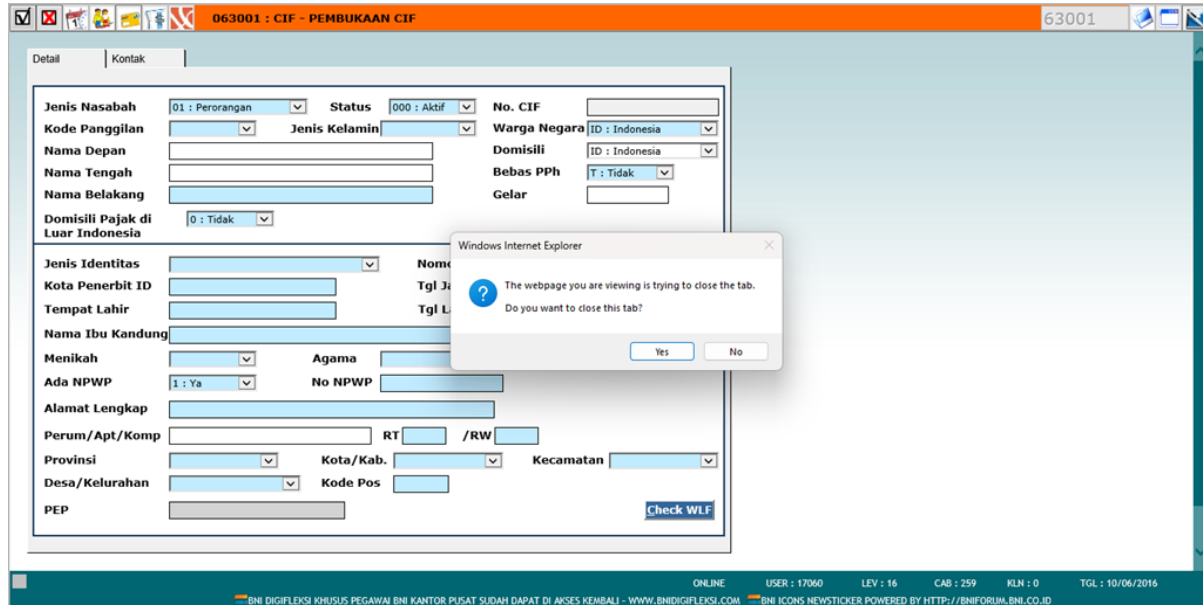 063001 : CIF - PEMBUKAAN CIF
63001
Detail
Kontak
Jenis Nasabah
01 : Perorangan
Status
000 : Aktif
No. CIF
Kode Panggilan
Jenis Kelamin
Warga Negara
ID : Indonesia
Nama Depan
Domisili
ID : Indonesia
Nama Tengah
Bebas PPh
T : Tidak
Nama Belakang
Gelar
Domisili Pajak di
Luar Indonesia
0 : Tidak
Windows Internet Explorer
The webpage you are viewing is trying to close the tab.
Do you want to close this tab?
Yes
No
Jenis Identitas
Kota Penerbit ID
Tgl
Tempat Lahir
Tgl
Nama Ibu Kandung
Menikah
Agama
Ada NPWP
1 : Ya
No NPWP
Alamat Lengkap
Perum/Apt/Komp
RT
/RW
Provinsi
Kota/Kab.
Kecamatan
Desa/Kelurahan
Kode Pos
PEP
Check WLF
ONLINE
USER : 17060
LEV : 16
CAB : 259
KLN : 0
TGL : 10/06/2016
BNI DIGIFLEKSI KHUSUS PEGAWAI BNI KANTOR PUSAT SUDAH DAPAT DI AKSES KEMBALI - WWW.BNIDIGIFLEKSI.COM
BNI ICONS NEWSTICKER POWERED BY HTTP://BNIFORUM.BNI.CO.ID